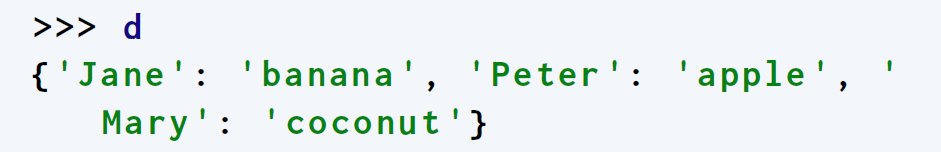 >>> d
{'Jane': 'banana', 'Peter': 'apple', '
Mary': 'coconut'}